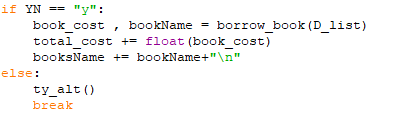 if YN == "y":
    book_cost , bookName = borrow_book(D_list)
    total_cost += float(book_cost)
    booksName += bookName+"\n"
else:
    ty_alt()
    break